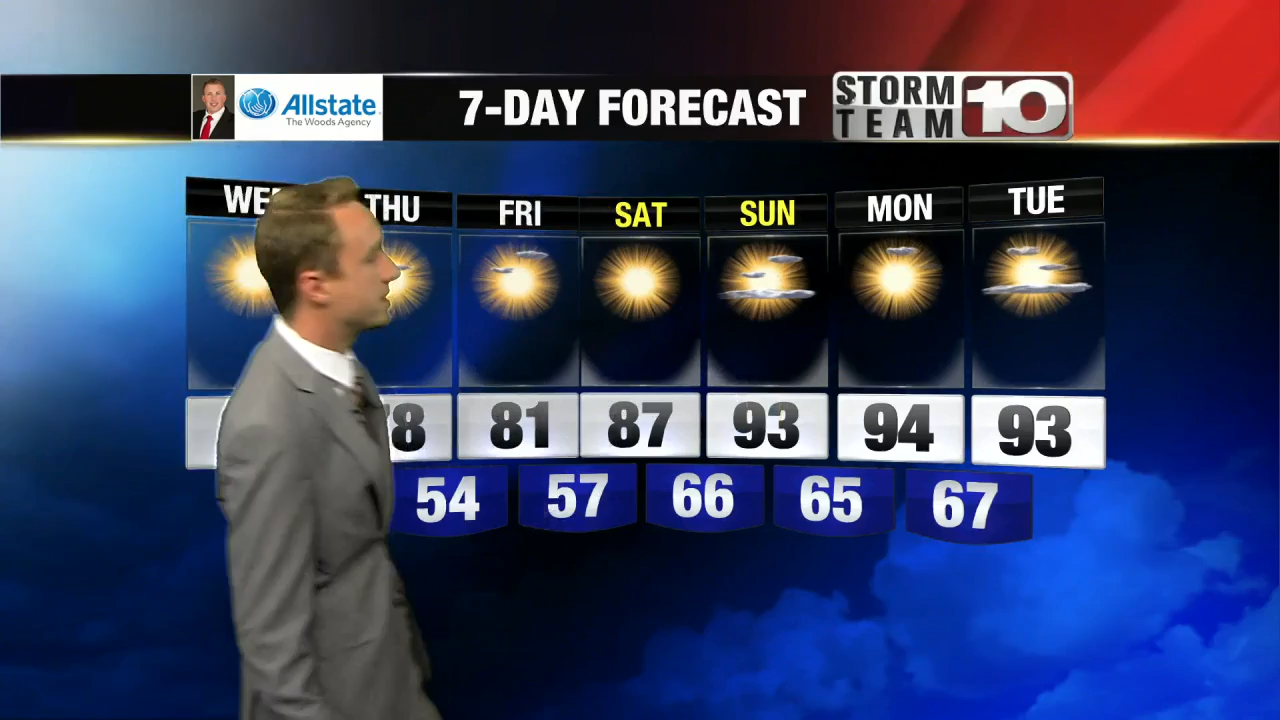 Allstate
The Woods Agency
7-DAY FORECAST
STORM TEAM 10
THU FRI SAT SUN MON TUE
81 87 93 94 93
54 57 66 65 67